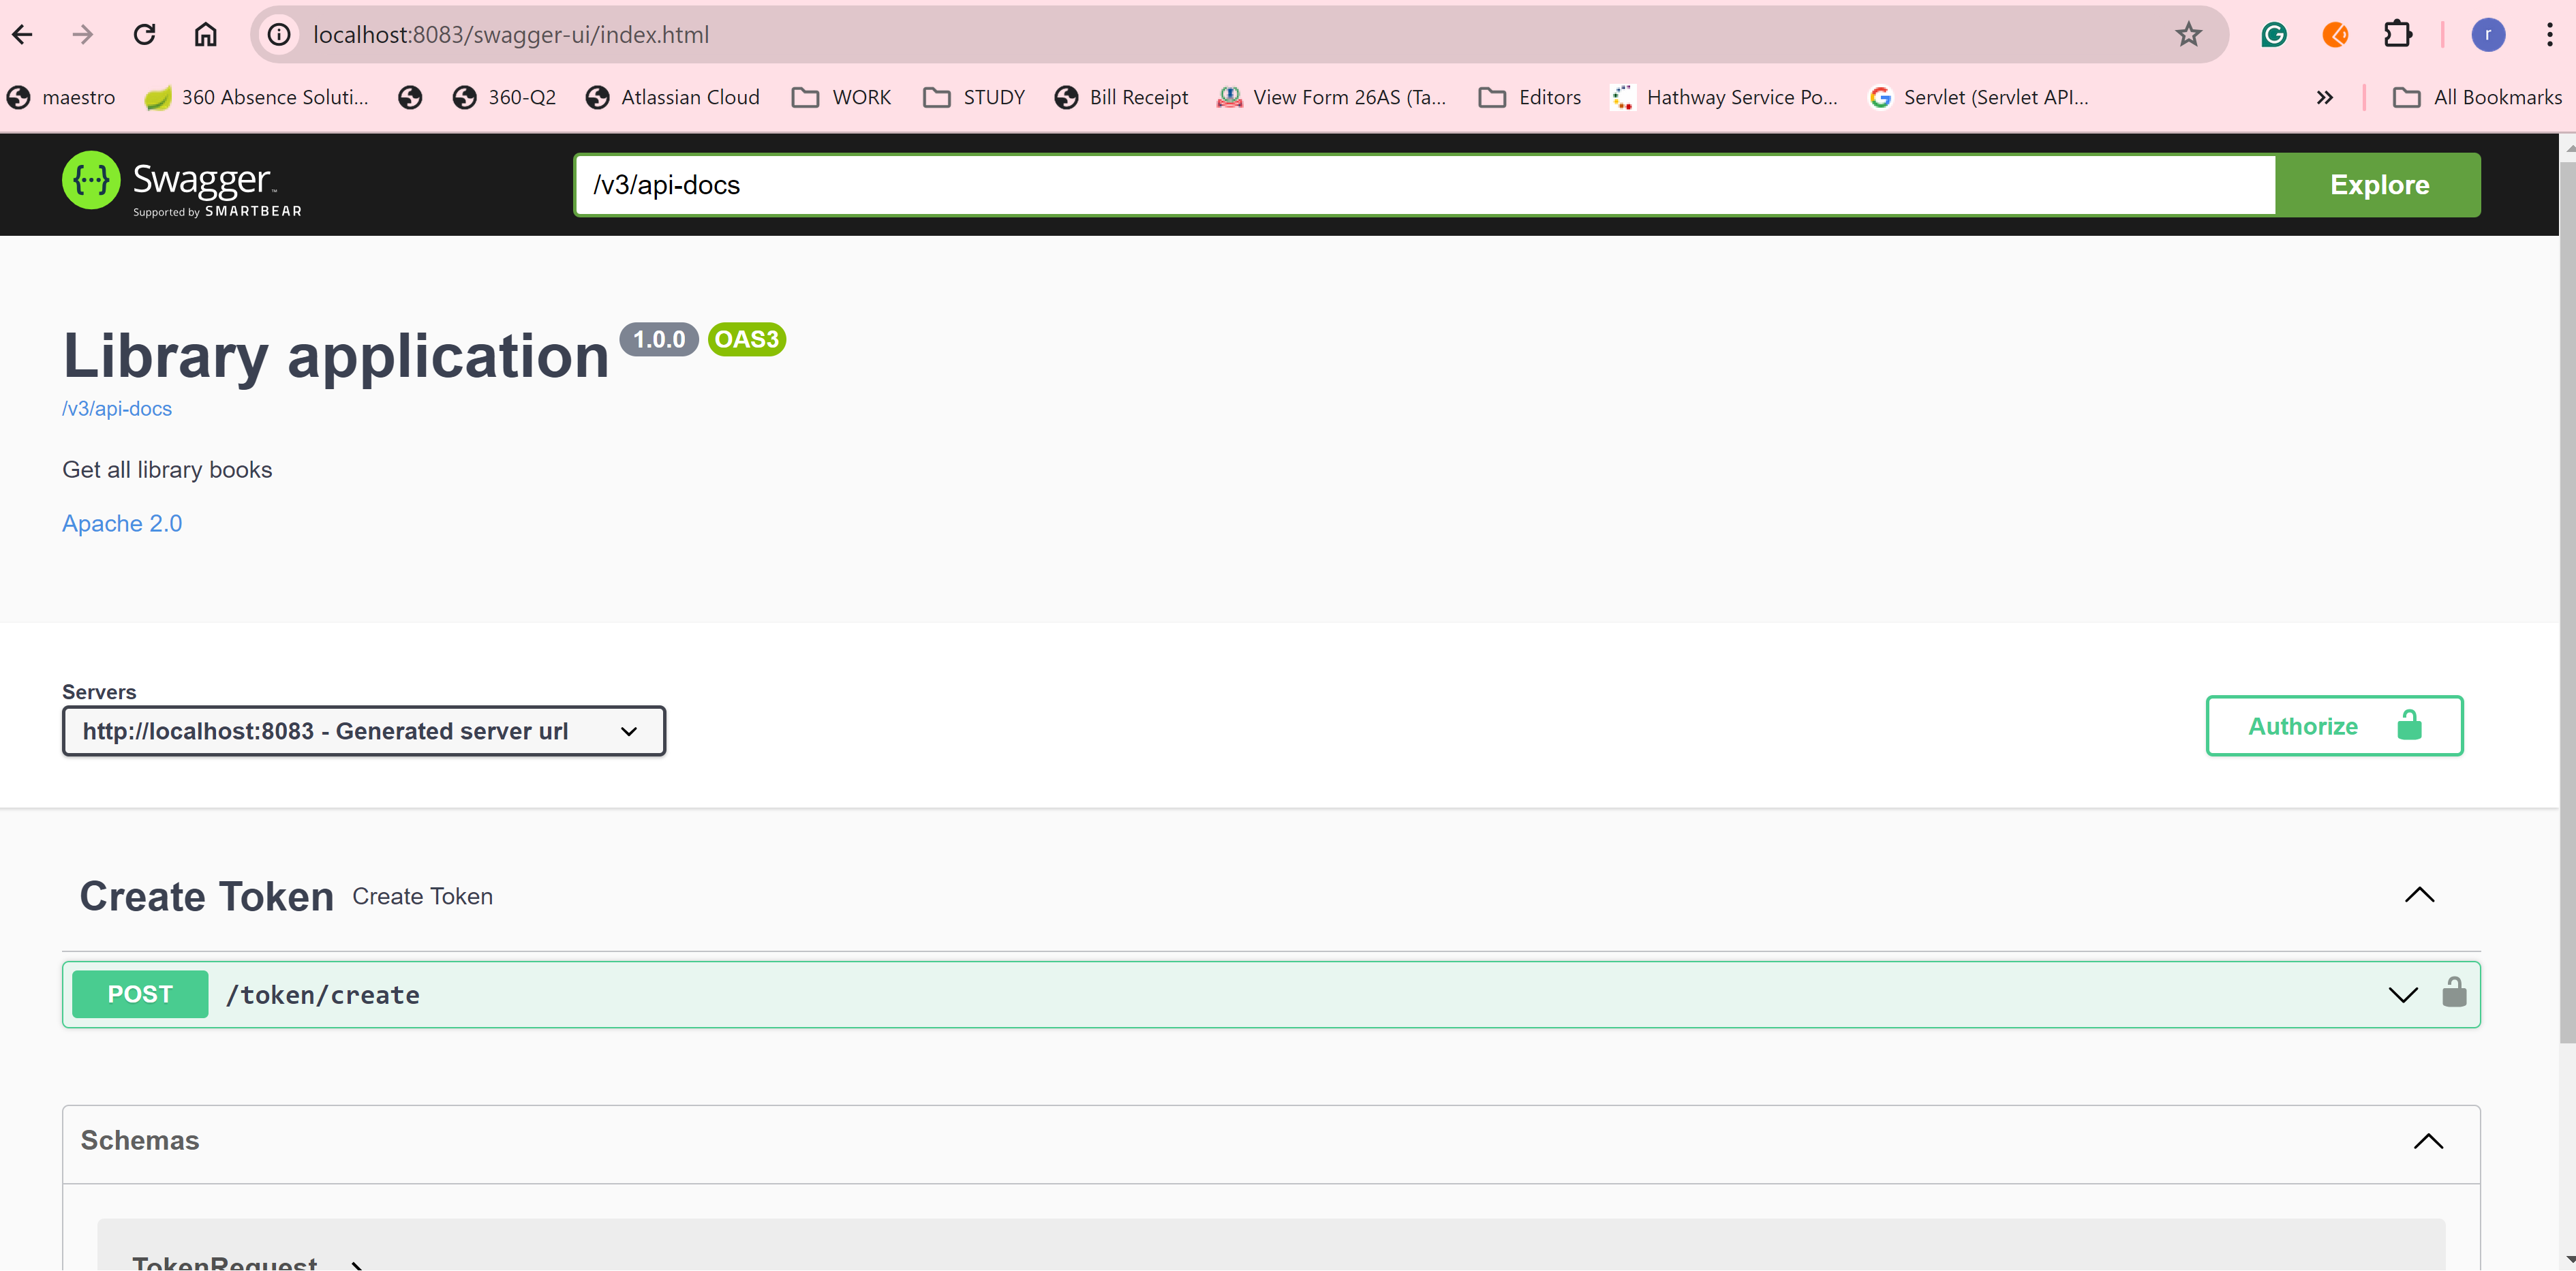 localhost:8083/swagger-ui/index.html
r
maestro
360 Absence Soluti...
360-Q2
Atlassian Cloud
WORK
STUDY
Bill Receipt
View Form 26AS (Ta...
Editors
Hathway Service Po...
Servlet (Servlet API...
All Bookmarks
Swagger™
Supported by SMARTBEAR
/v3/api-docs
Explore
Library application 1.0.0 OAS3
/v3/api-docs
Get all library books
Apache 2.0
Servers
http://localhost:8083 - Generated server url
Authorize
Create Token Create Token
POST /token/create
Schemas
TokenRequest